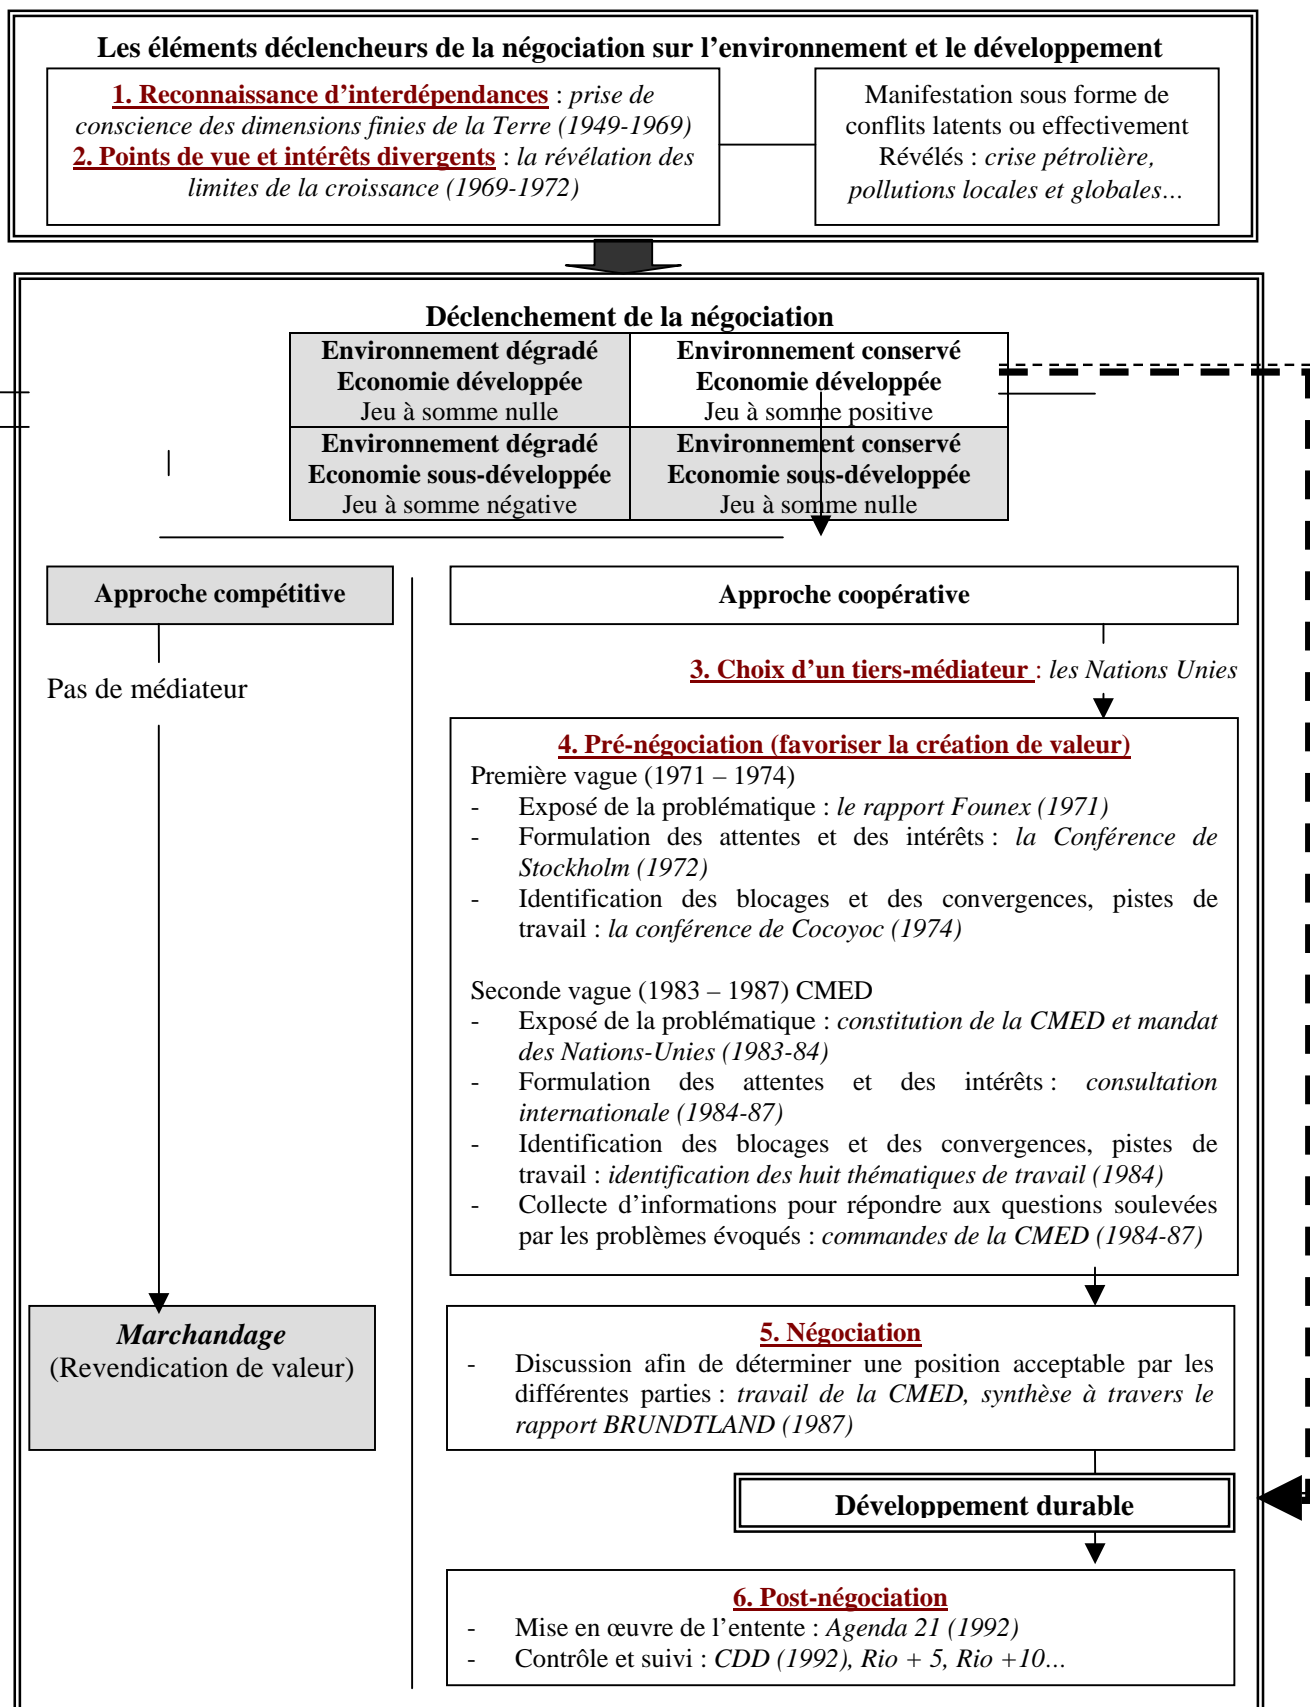 Les éléments déclencheurs de la négociation sur l’environnement et le développement
1. Reconnaissance d’interdépendances : prise de
conscience des dimensions finies de la Terre (1949-1969)
2. Points de vue et intérêts divergents : la révélation des
limites de la croissance (1969-1972)
Manifestation sous forme de
conflits latents ou effectivement
Révélés : crise pétrolière,
pollutions locales et globales…
Déclenchement de la négociation
Environnement dégradé
Economie développée
Jeu à somme nulle
Environnement conservé
Economie développée
Jeu à somme positive
Environnement dégradé
Economie sous-développée
Jeu à somme négative
Environnement conservé
Economie sous-développée
Jeu à somme nulle
Approche compétitive
Approche coopérative
3. Choix d’un tiers-médiateur : les Nations Unies
Pas de médiateur
4. Pré-négociation (favoriser la création de valeur)
Première vague (1971 – 1974)
- Exposé de la problématique : le rapport Founex (1971)
- Formulation des attentes et des intérêts : la Conférence de
Stockholm (1972)
- Identification des blocages et des convergences, pistes de
travail : la conférence de Cocoyoc (1974)
Seconde vague (1983 – 1987) CMED
- Exposé de la problématique : constitution de la CMED et mandat
des Nations-Unies (1983-84)
- Formulation des attentes et des intérêts : consultation
internationale (1984-87)
- Identification des blocages et des convergences, pistes de
travail : identification des huit thématiques de travail (1984)
- Collecte d’informations pour répondre aux questions soulevées
par les problèmes évoqués : commandes de la CMED (1984-87)
Marchandage
(Revendication de valeur)
5. Négociation
- Discussion afin de déterminer une position acceptable par les
différentes parties : travail de la CMED, synthèse à travers le
rapport BRUNDTLAND (1987)
Développement durable
6. Post-négociation
- Mise en œuvre de l’entente : Agenda 21 (1992)
- Contrôle et suivi : CDD (1992), Rio + 5, Rio +10…